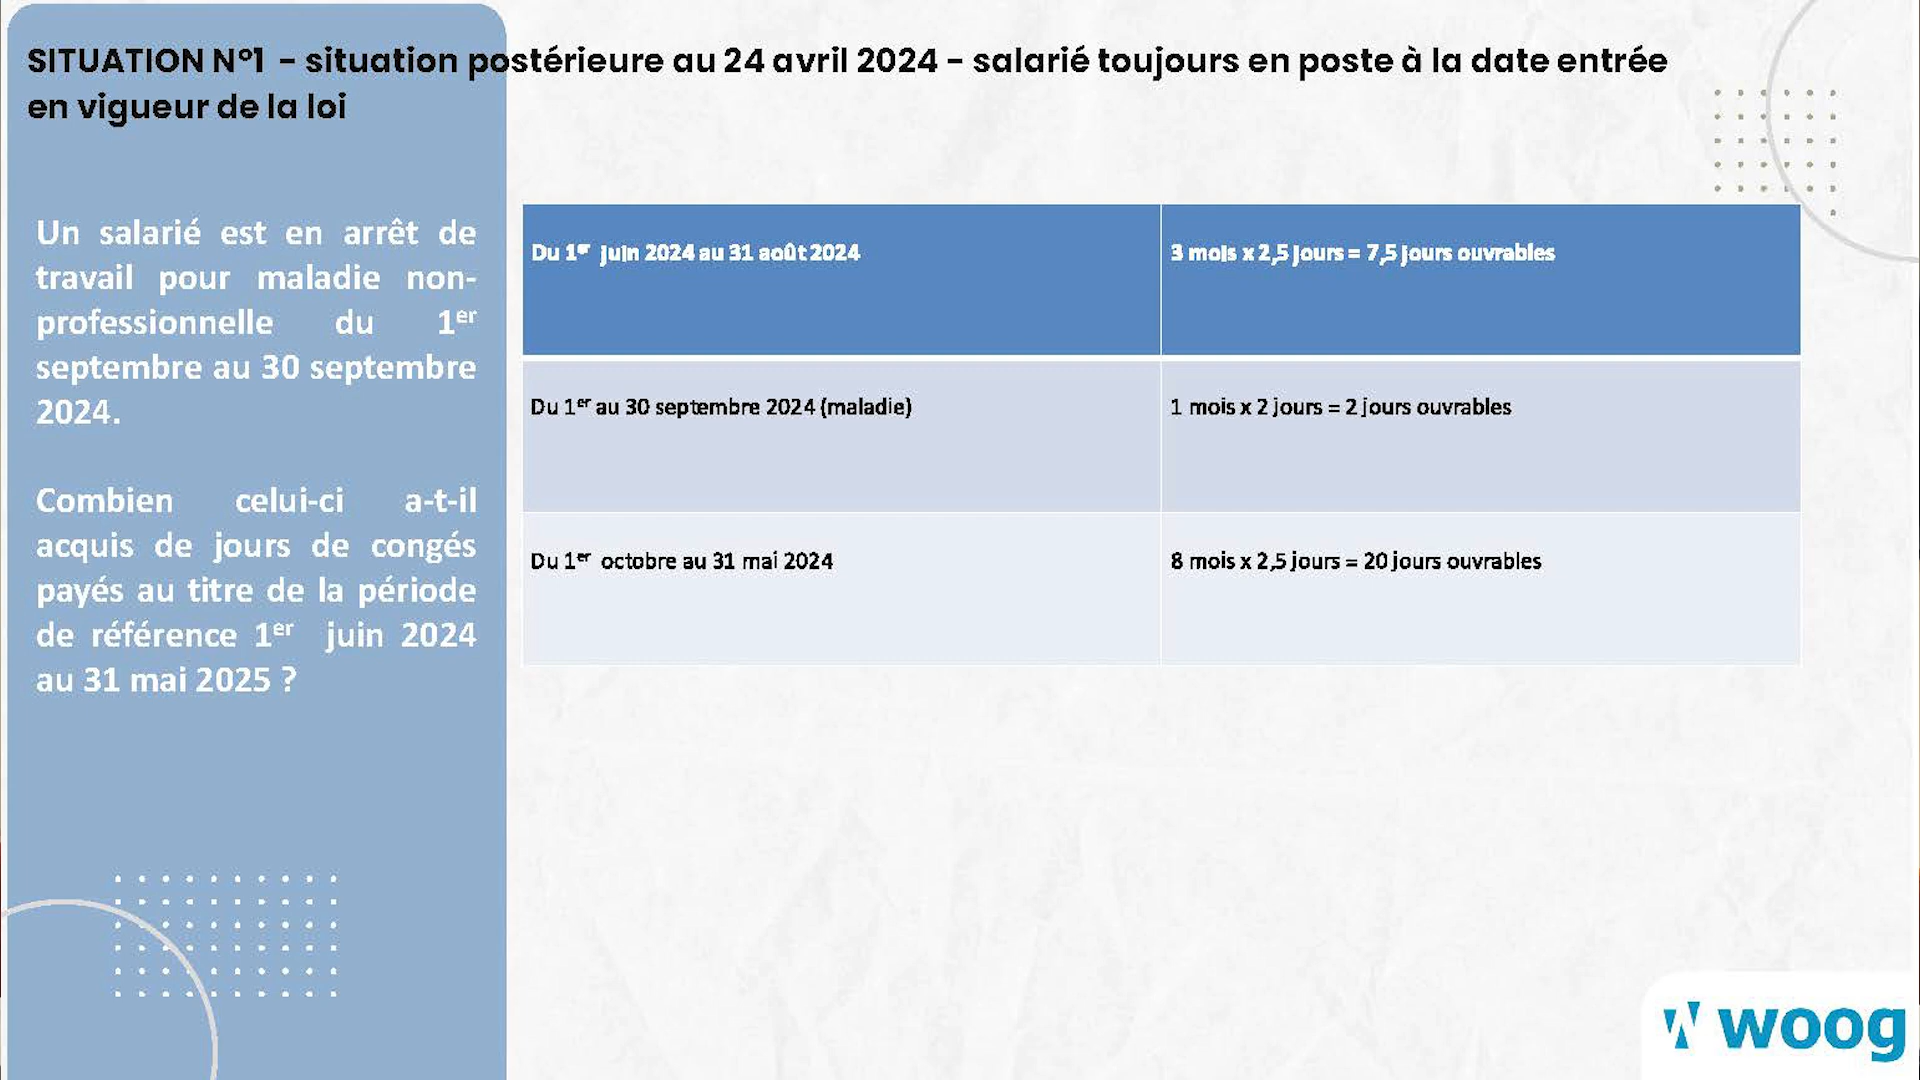 SITUATION N°1 - situation postérieure au 24 avril 2024 - salarié toujours en poste à la date entrée
en vigueur de la loi
Un salarié est en arrêt de
travail pour maladie non-
professionnelle du 1er
septembre au 30 septembre
2024.
Combien celui-ci a-t-il
acquis de jours de congés
payés au titre de la période
de référence 1er juin 2024
au 31 mai 2025 ?
Du 1er juin 2024 au 31 août 2024
3 mois x 2,5 jours = 7,5 jours ouvrables
Du 1er au 30 septembre 2024 (maladie)
1 mois x 2 jours = 2 jours ouvrables
Du 1er octobre au 31 mai 2024
8 mois x 2,5 jours = 20 jours ouvrables
woog